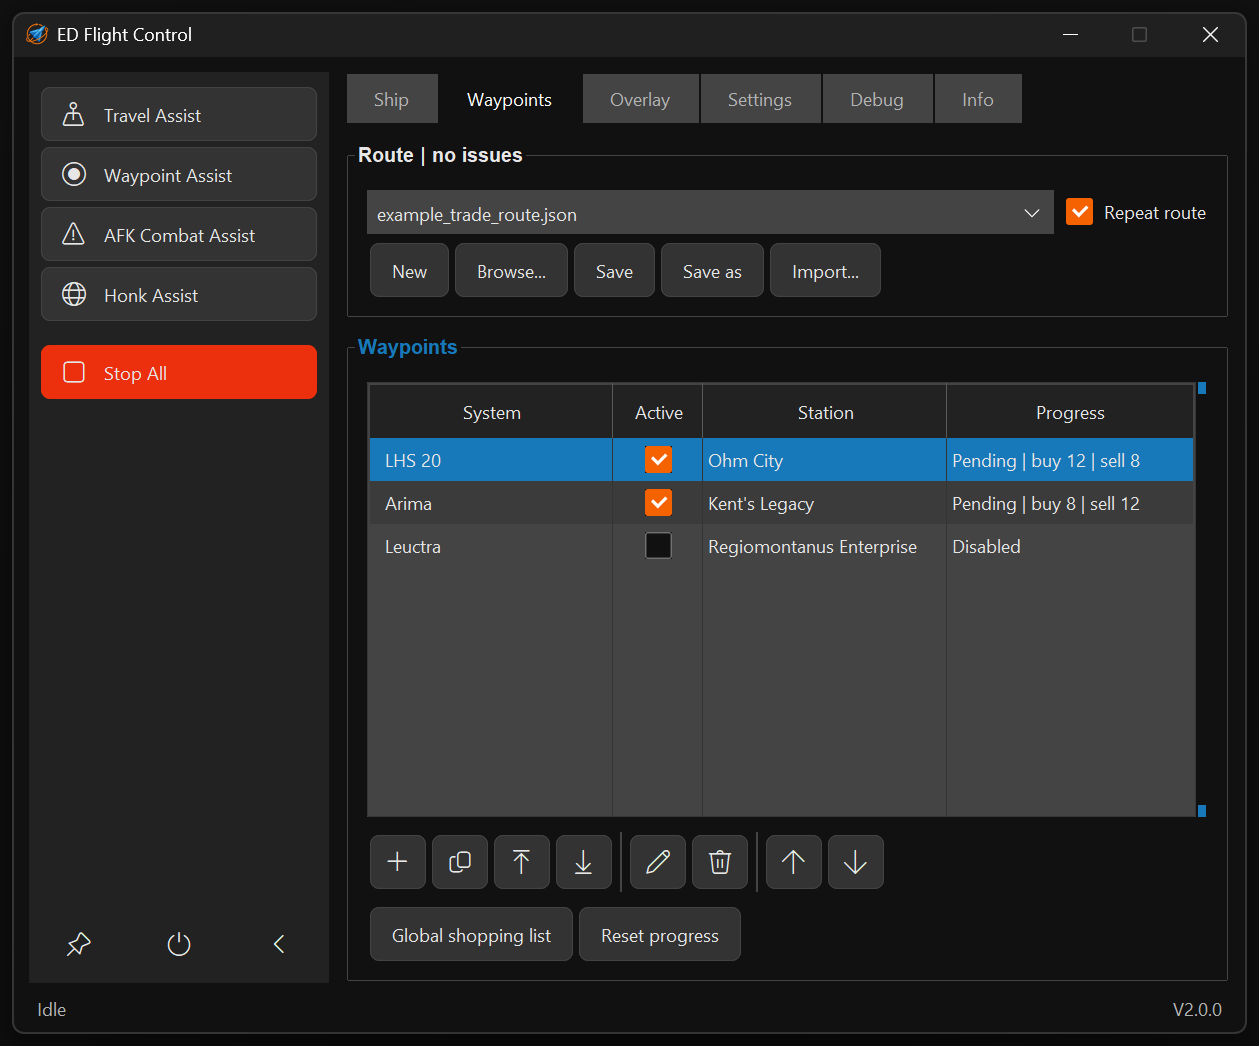 ED Flight Control
Travel Assist
Waypoint Assist
AFK Combat Assist
Honk Assist
Stop All
Ship Waypoints Overlay Settings Debug Info
Route | no issues
example_trade_route.json Repeat route
New Browse... Save Save as Import...
Waypoints
System Active Station Progress
LHS 20 Ohm City Pending | buy 12 | sell 8
Arima Kent's Legacy Pending | buy 8 | sell 12
Leuctra Regiomontanus Enterprise Disabled
Global shopping list Reset progress
Idle V2.0.0